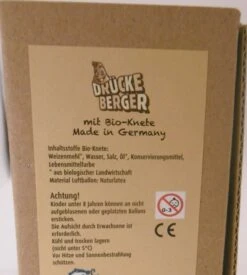 DRÜCKE
BERGER
mit Bio-Knete
Made in Germany
Inhaltsstoffe Bio-Knete:
Weizenmehl*, Wasser, Salz, Öl*, Konservierungsmittel,
Lebensmittelfarbe
* aus biologischer Landwirtschaft
Material Luftballon: Naturlatex
Achtung!
Kinder unter 8 Jahren können an nicht
aufgeblasenen oder geplatzten Ballons
ersticken.
Die Aufsicht durch Erwachsene ist
erforderlich.
Kühl und trocken lagern
(nicht unter 5°C)
Vor Hitze und Sonnenbestrahlung
schützen.
0-3
CE